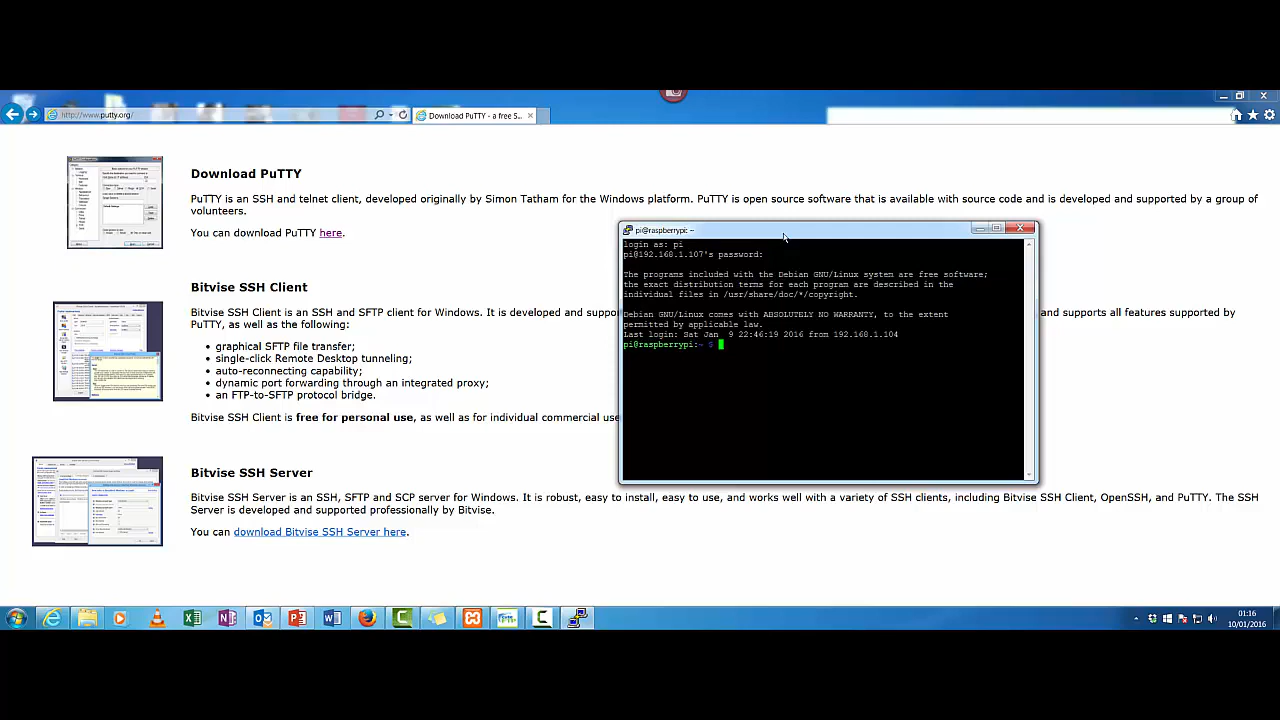 http://www.putty.org/
Download PuTTY - a free S...
Download PuTTY
PuTTY is an SSH and telnet client, developed originally by Simon Tatham for the Windows platform. PuTTY is open source software that is available with source code and is developed and supported by a group of
volunteers.
You can download PuTTY here.
Bitvise SSH Client
Bitvise SSH Client is an SSH and SFTP client for Windows. It is
and supports all features supported by
PuTTY, as well as the following:
graphical SFTP file transfer;
single-click Remote Desktop tunneling;
auto-reconnecting capability;
dynamic port forwarding through an integrated proxy;
an FTP-to-SFTP protocol bridge.
Bitvise SSH Client is free for personal use, as well as for individual commercial use
pi@raspberrypi: ~
login as: pi
pi@192.168.1.107's password:
The programs included with the Debian GNU/Linux system are free software;
the exact distribution terms for each program are described in the
individual files in /usr/share/doc/*/copyright.
Debian GNU/Linux comes with ABSOLUTELY NO WARRANTY, to the extent
permitted by applicable law.
Last login: Sat Jan  9 22:46:19 2016 from 192.168.1.104
pi@raspberrypi:~ $
Bitvise SSH Server
Bitvise SSH Server is an SSH, SFTP and SCP server for Windows. It is robust, easy to install, easy to use, and works well with a variety of SSH clients, including Bitvise SSH Client, OpenSSH, and PuTTY. The SSH
Server is developed and supported professionally by Bitvise.
You can download Bitvise SSH Server here.
01:16
10/01/2016